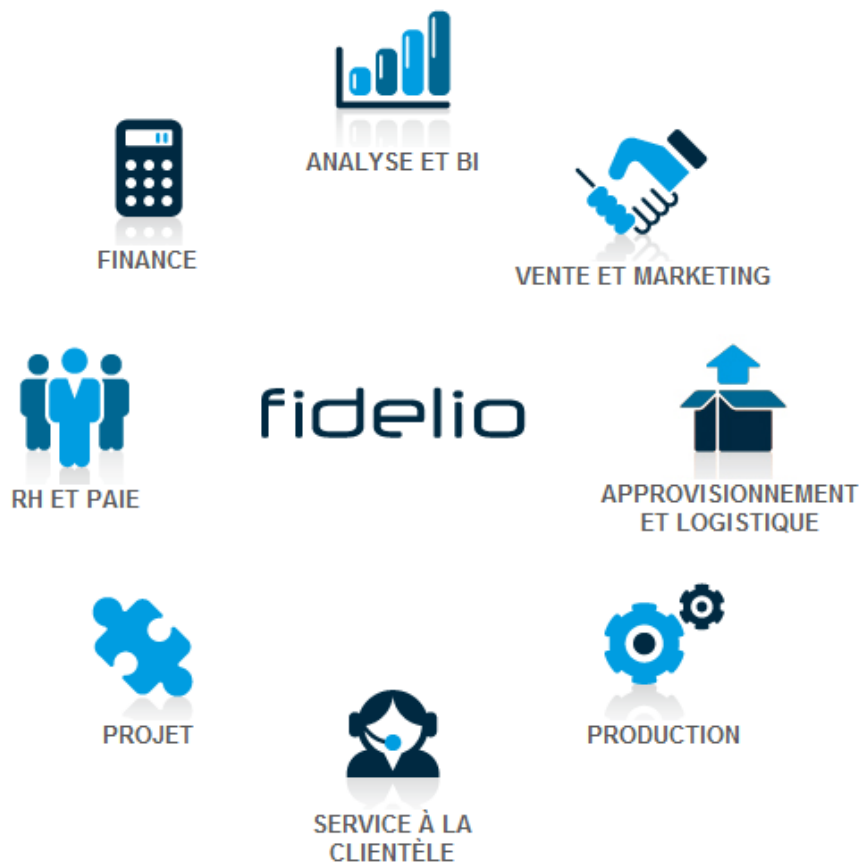 ANALYSE ET BI
FINANCE
VENTE ET MARKETING
fidelio
RH ET PAIE
APPROVISIONNEMENT
ET LOGISTIQUE
PROJET
PRODUCTION
SERVICE À LA
CLIENTÈLE